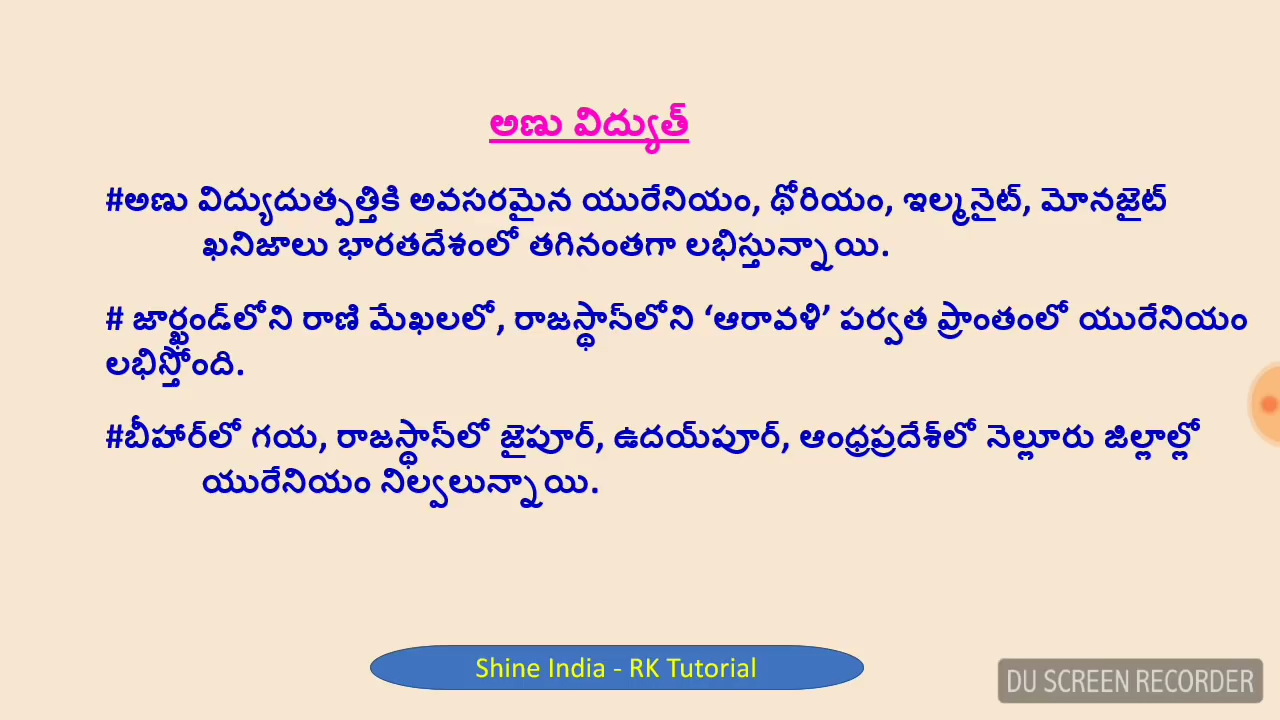 అణు విద్యుత్
#అణు విద్యుదుత్పత్తికి అవసరమైన యురేనియం, థోరియం, ఇల్మనైట్, మోనజైట్
ఖనిజాలు భారతదేశంలో తగినంతగా లభిస్తున్నాయి.
# జార్ఖండ్‌లోని రాణి మేఖలలో, రాజస్థాన్‌లోని ‘ఆరావళి’ పర్వత ప్రాంతంలో యురేనియం
లభిస్తోంది.
#బీహార్‌లో గయ, రాజస్థాన్‌లో జైపూర్, ఉదయ్‌పూర్, ఆంధ్రప్రదేశ్‌లో నెల్లూరు జిల్లాల్లో
యురేనియం నిల్వలున్నాయి.
Shine India - RK Tutorial
DU SCREEN RECORDER